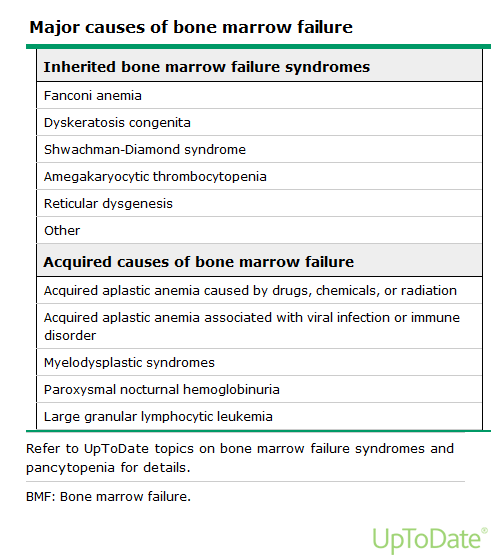 Major causes of bone marrow failure
Inherited bone marrow failure syndromes
Fanconi anemia
Dyskeratosis congenita
Shwachman-Diamond syndrome
Amegakaryocytic thrombocytopenia
Reticular dysgenesis
Other
Acquired causes of bone marrow failure
Acquired aplastic anemia caused by drugs, chemicals, or radiation
Acquired aplastic anemia associated with viral infection or immune
disorder
Myelodysplastic syndromes
Paroxysmal nocturnal hemoglobinuria
Large granular lymphocytic leukemia
Refer to UpToDate topics on bone marrow failure syndromes and
pancytopenia for details.
BMF: Bone marrow failure.
UpToDate®